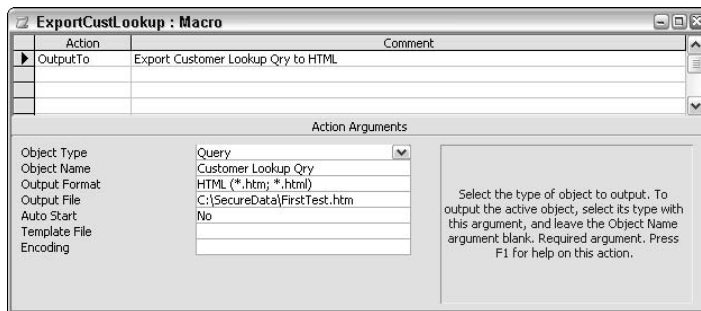 ExportCustLookup : Macro
Action Comment
OutputTo Export Customer Lookup Qry to HTML
Action Arguments
Object Type Query
Object Name Customer Lookup Qry
Output Format HTML (*.htm; *.html)
Output File C:\SecureData\FirstTest.htm
Auto Start No
Template File
Encoding
Select the type of object to output. To
output the active object, select its type with
this argument, and leave the Object Name
argument blank. Required argument. Press
F1 for help on this action.